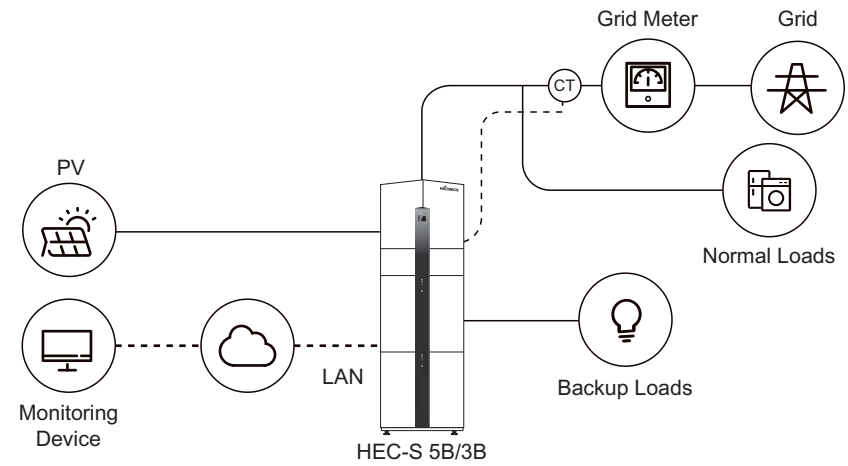 Grid Meter
Grid
CT
PV
Normal Loads
LAN
Backup Loads
Monitoring
Device
HEC-S 5B/3B